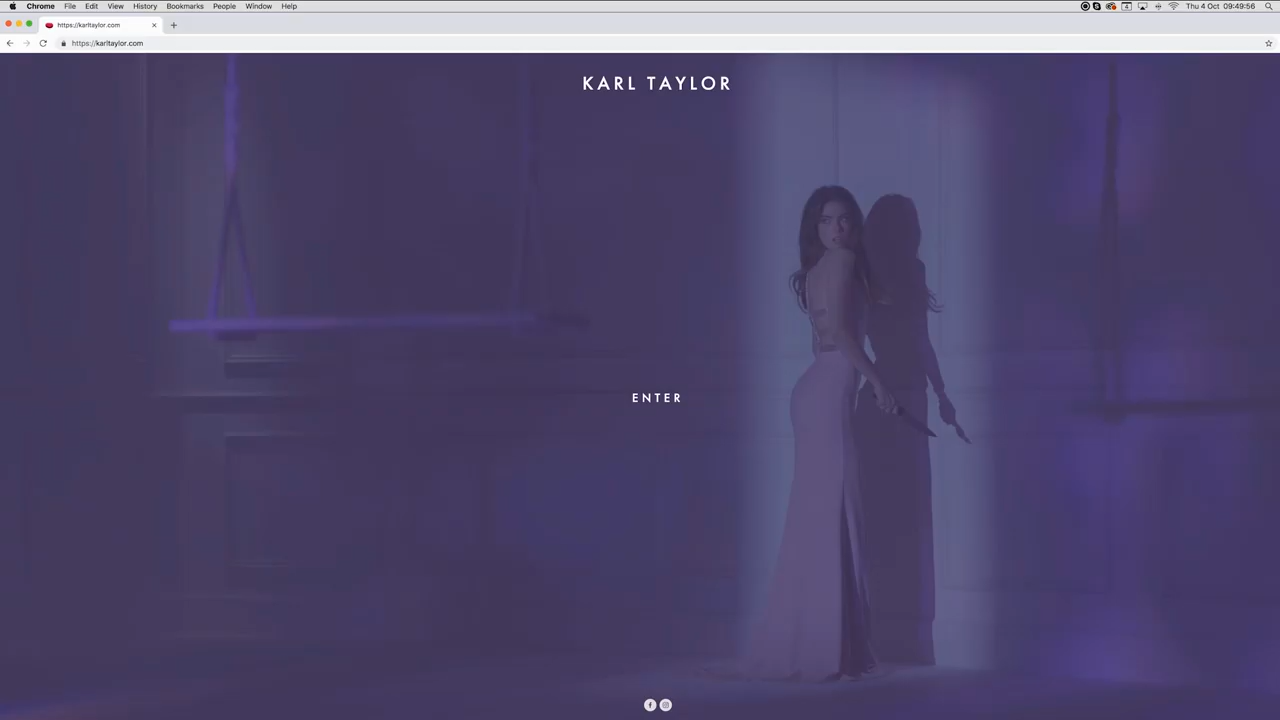 Chrome File Edit View History Bookmarks People Window Help 4 Thu 4 Oct 09:49:56
https://karltaylor.com
https://karltaylor.com
KARL TAYLOR
ENTER